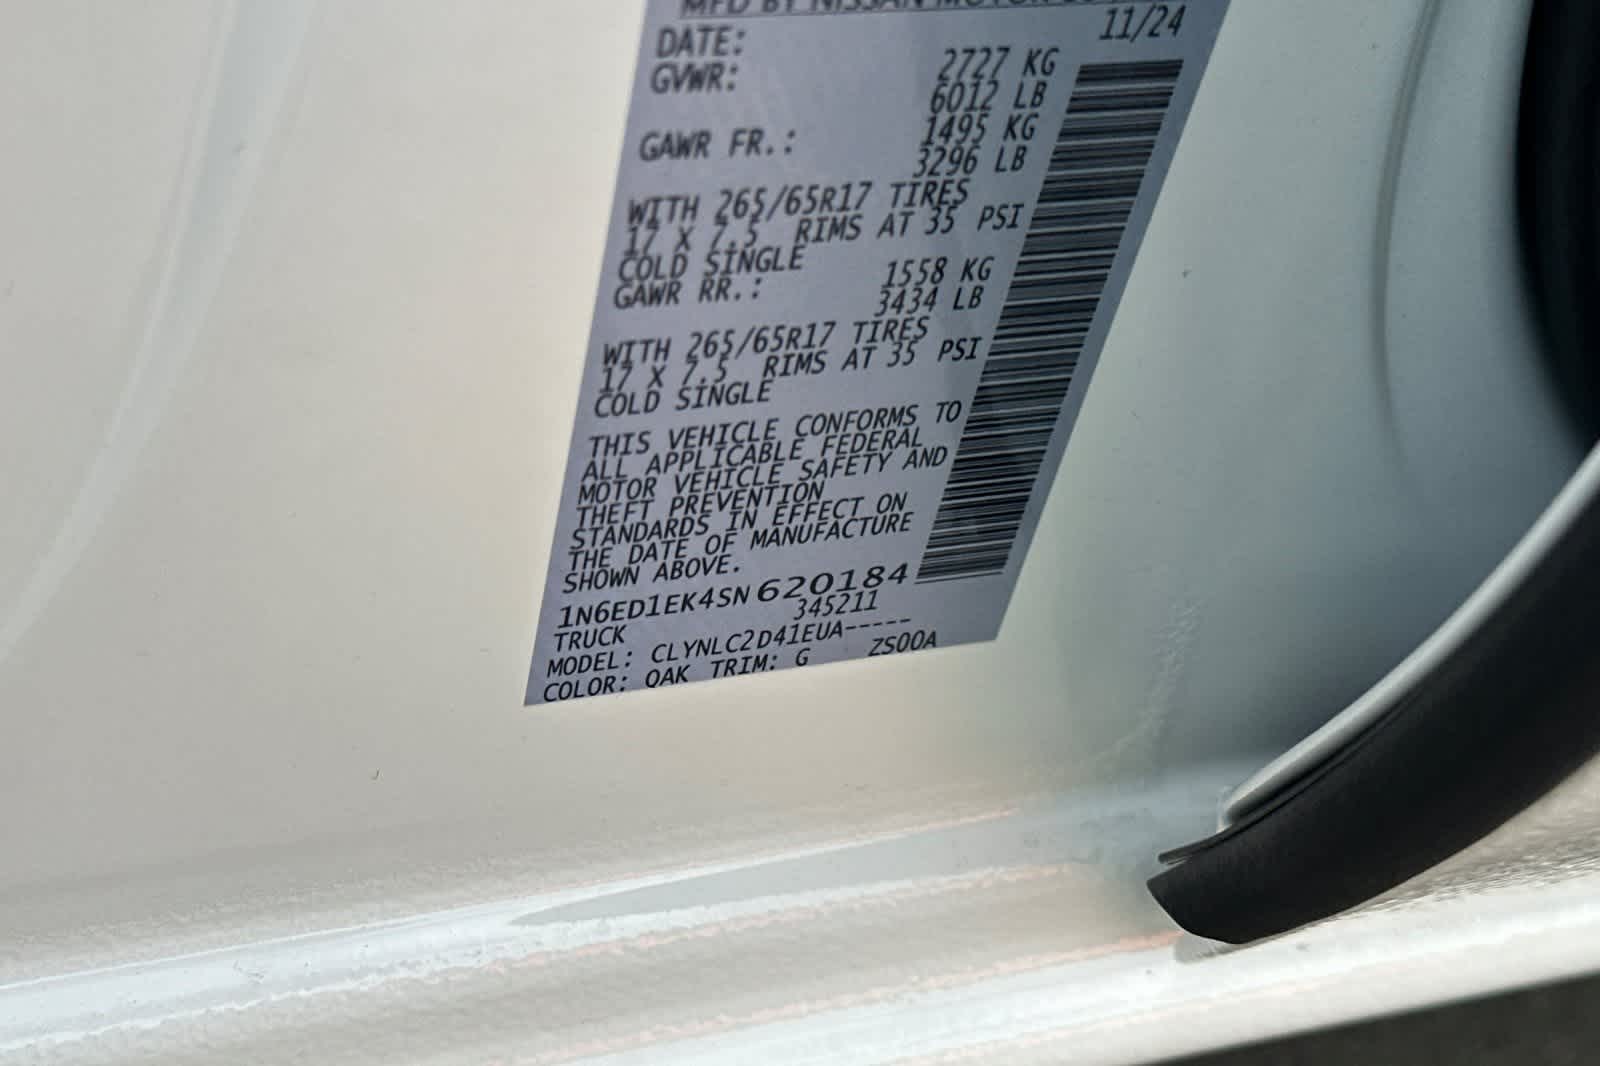 MFD BY NISSAN MOTOR
DATE: 11/24
GVWR: 2727 KG
6012 LB
GAWR FR.: 1495 KG
3296 LB
WITH 265/65R17 TIRES
17 X 7.5 RIMS AT 35 PSI
COLD SINGLE
GAWR RR.: 1558 KG
3434 LB
WITH 265/65R17 TIRES
17 X 7.5 RIMS AT 35 PSI
COLD SINGLE
THIS VEHICLE CONFORMS TO
ALL APPLICABLE FEDERAL
MOTOR VEHICLE SAFETY AND
THEFT PREVENTION
STANDARDS IN EFFECT ON
THE DATE OF MANUFACTURE
SHOWN ABOVE.
1N6ED1EK4SN620184
TRUCK 345211
MODEL: CLYNLC2D41EUA-----
COLOR: QAK TRIM: G ZS00A